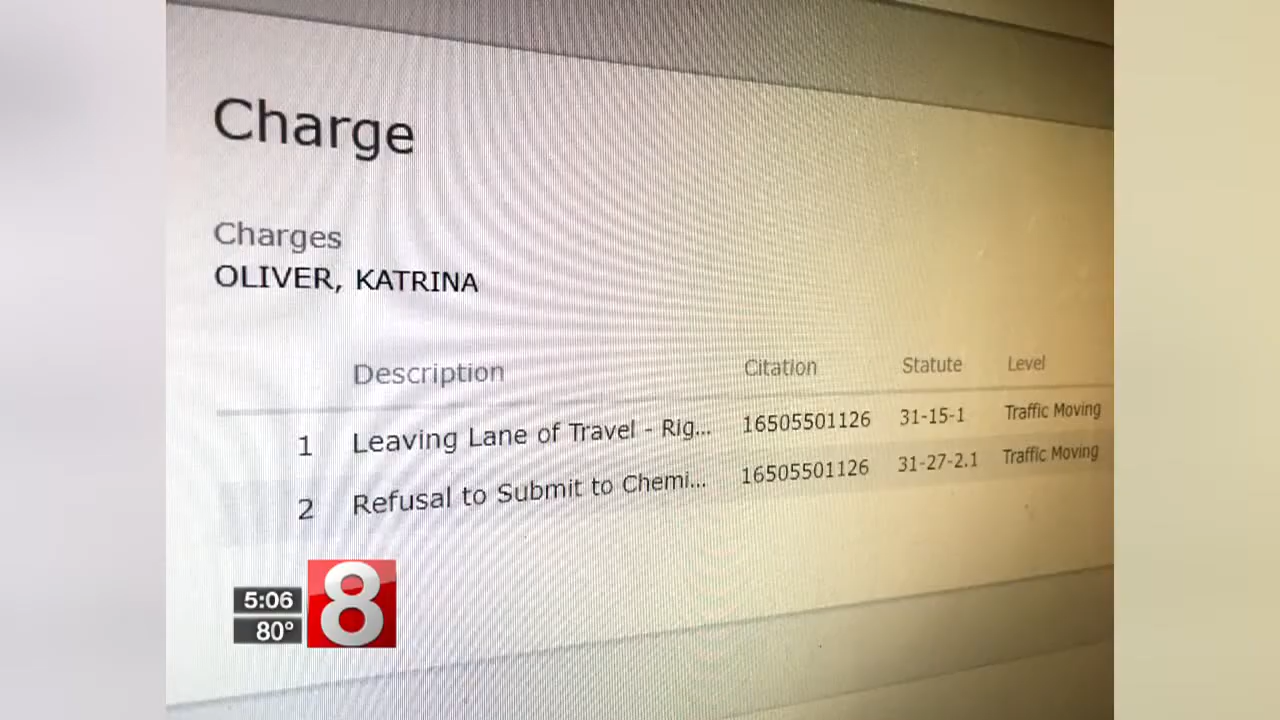 Charge
Charges
OLIVER, KATRINA
Description Citation Statute Level
1 Leaving Lane of Travel - Rig... 16505501126 31-15-1 Traffic Moving
2 Refusal to Submit to Chemi... 16505501126 31-27-2.1 Traffic Moving
5:06
80°
8